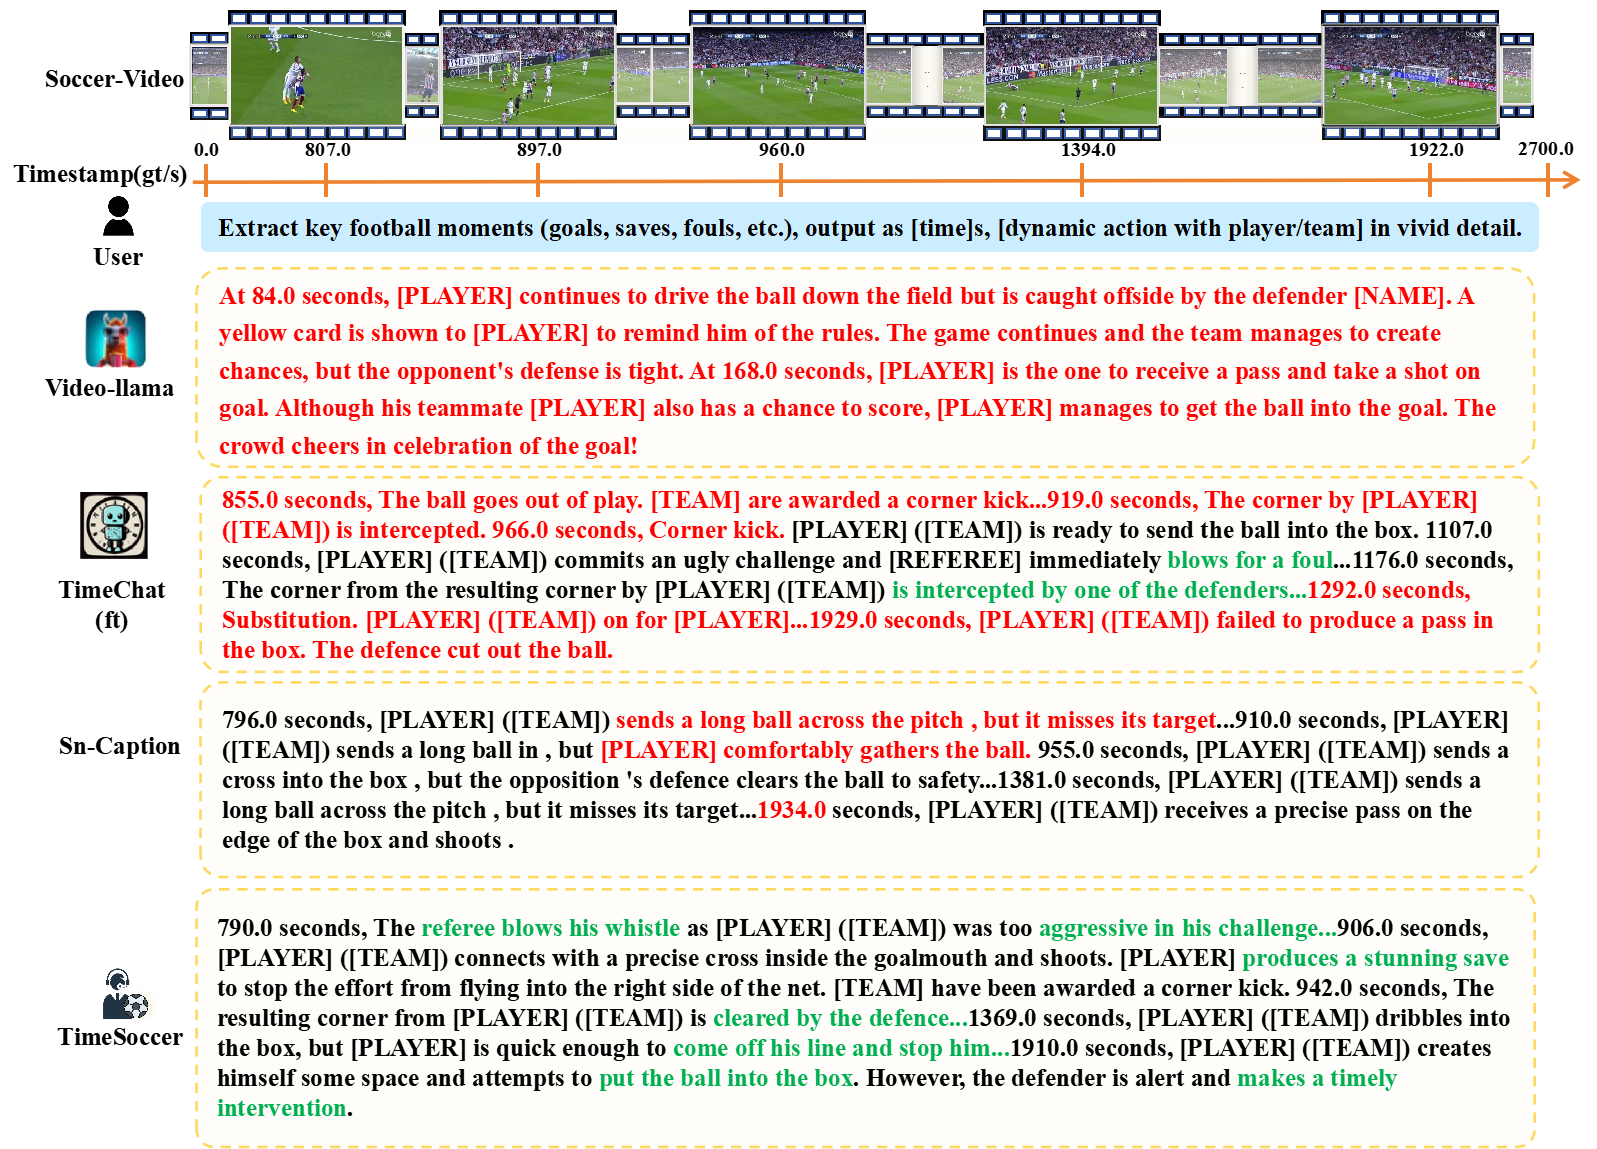 Soccer-Video
0.0 807.0 897.0 960.0 1394.0 1922.0 2700.0
Timestamp(gt/s)
User
Extract key football moments (goals, saves, fouls, etc.), output as [time]s, [dynamic action with player/team] in vivid detail.
Video-llama
At 84.0 seconds, [PLAYER] continues to drive the ball down the field but is caught offside by the defender [NAME]. A
yellow card is shown to [PLAYER] to remind him of the rules. The game continues and the team manages to create
chances, but the opponent's defense is tight. At 168.0 seconds, [PLAYER] is the one to receive a pass and take a shot on
goal. Although his teammate [PLAYER] also has a chance to score, [PLAYER] manages to get the ball into the goal. The
crowd cheers in celebration of the goal!
TimeChat
(ft)
855.0 seconds, The ball goes out of play. [TEAM] are awarded a corner kick...919.0 seconds, The corner by [PLAYER]
([TEAM]) is intercepted. 966.0 seconds, Corner kick. [PLAYER] ([TEAM]) is ready to send the ball into the box. 1107.0
seconds, [PLAYER] ([TEAM]) commits an ugly challenge and [REFEREE] immediately blows for a foul...1176.0 seconds,
The corner from the resulting corner by [PLAYER] ([TEAM]) is intercepted by one of the defenders...1292.0 seconds,
Substitution. [PLAYER] ([TEAM]) on for [PLAYER]...1929.0 seconds, [PLAYER] ([TEAM]) failed to produce a pass in
the box. The defence cut out the ball.
Sn-Caption
796.0 seconds, [PLAYER] ([TEAM]) sends a long ball across the pitch , but it misses its target...910.0 seconds, [PLAYER]
([TEAM]) sends a long ball in , but [PLAYER] comfortably gathers the ball. 955.0 seconds, [PLAYER] ([TEAM]) sends a
cross into the box , but the opposition 's defence clears the ball to safety...1381.0 seconds, [PLAYER] ([TEAM]) sends a
long ball across the pitch , but it misses its target...1934.0 seconds, [PLAYER] ([TEAM]) receives a precise pass on the
edge of the box and shoots .
TimeSoccer
790.0 seconds, The referee blows his whistle as [PLAYER] ([TEAM]) was too aggressive in his challenge...906.0 seconds,
[PLAYER] ([TEAM]) connects with a precise cross inside the goalmouth and shoots. [PLAYER] produces a stunning save
to stop the effort from flying into the right side of the net. [TEAM] have been awarded a corner kick. 942.0 seconds, The
resulting corner from [PLAYER] ([TEAM]) is cleared by the defence...1369.0 seconds, [PLAYER] ([TEAM]) dribbles into
the box, but [PLAYER] is quick enough to come off his line and stop him...1910.0 seconds, [PLAYER] ([TEAM]) creates
himself some space and attempts to put the ball into the box. However, the defender is alert and makes a timely
intervention.